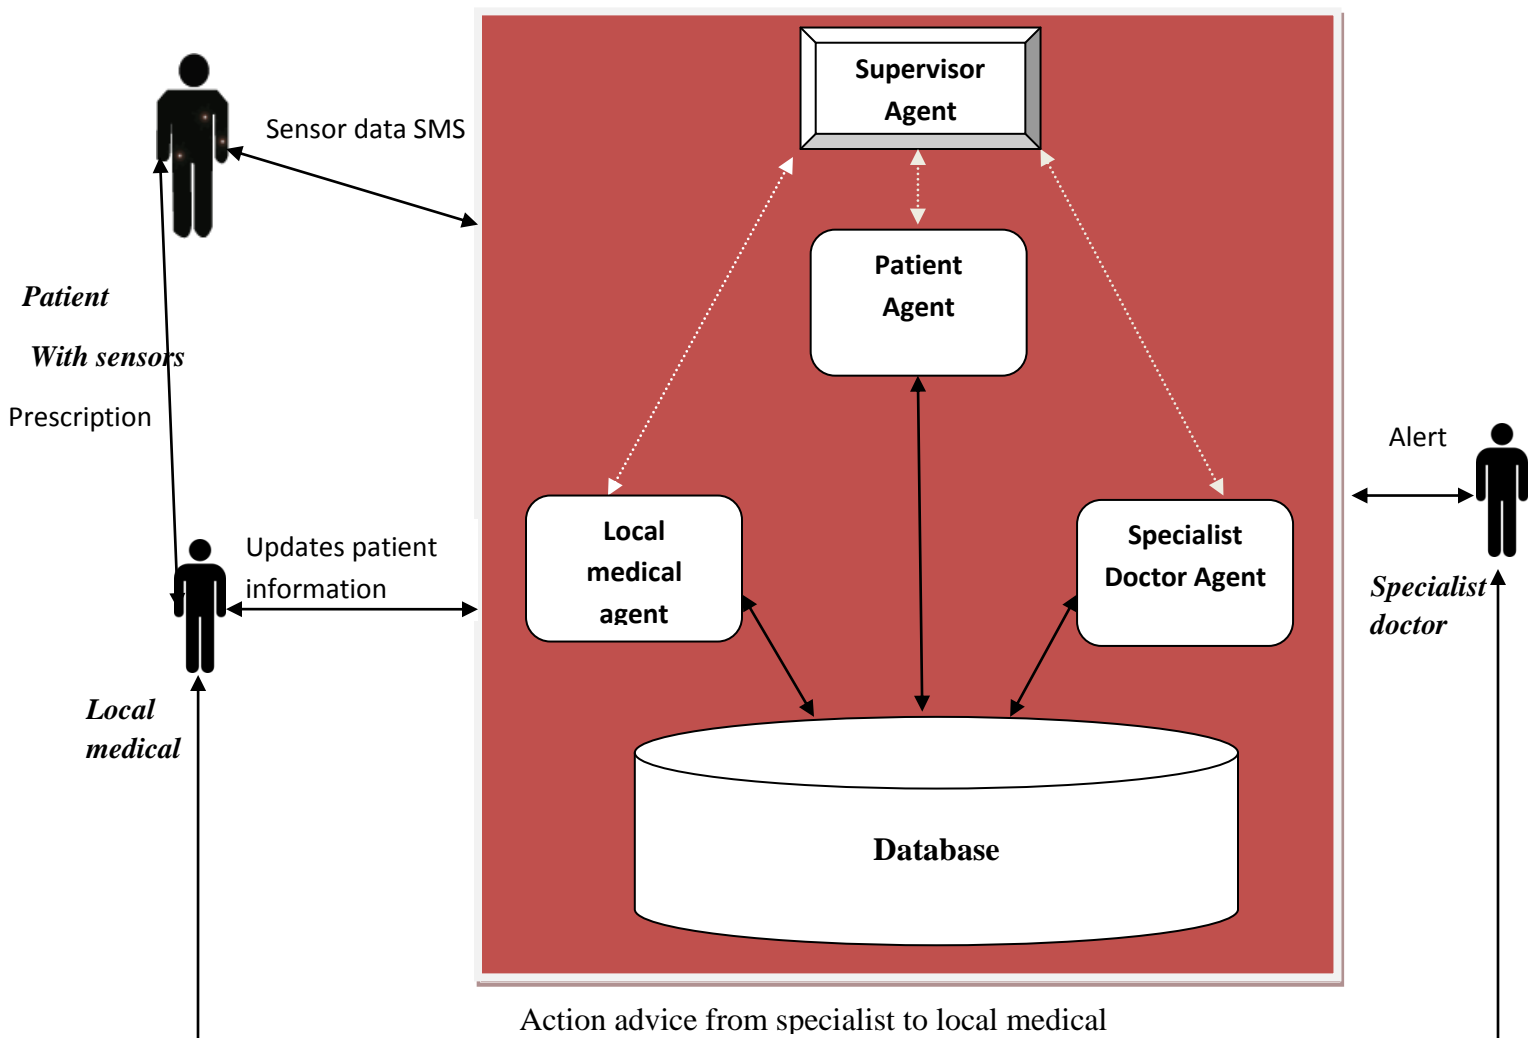 Supervisor
Agent
Sensor data SMS
Patient
Agent
Patient
With sensors
Prescription
Alert
Updates patient
information
Local
medical
agent
Specialist
Doctor Agent
Specialist
doctor
Local
medical
Database
Action advice from specialist to local medical